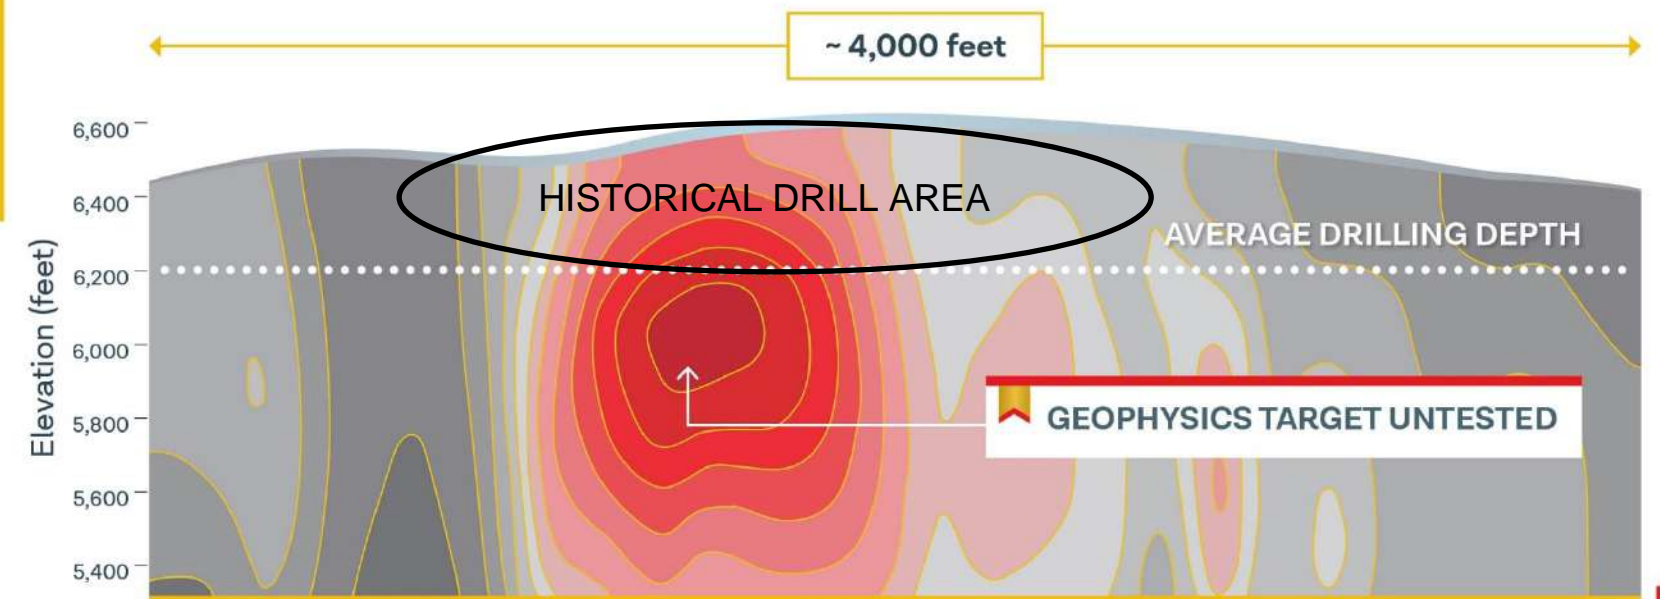 ~ 4,000 feet
6,600
HISTORICAL DRILL AREA
6,400
AVERAGE DRILLING DEPTH
Elevation (feet)
6,200
6,000
GEOPHYSICS TARGET UNTESTED
5,800
5,600
5,400